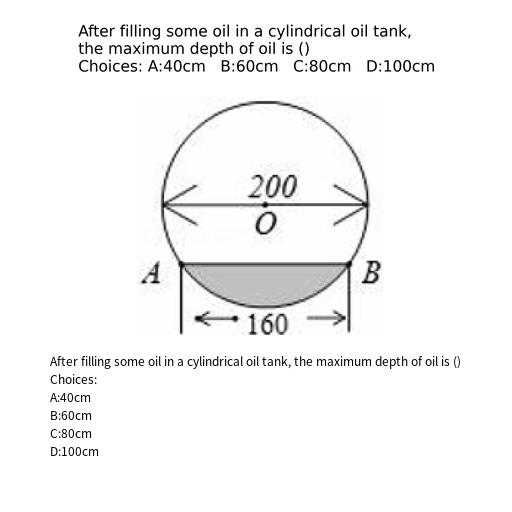 After filling some oil in a cylindrical oil tank,
the maximum depth of oil is ()
Choices: A:40cm B:60cm C:80cm D:100cm
200
O
A
B
160
After filling some oil in a cylindrical oil tank, the maximum depth of oil is ()
Choices:
A:40cm
B:60cm
C:80cm
D:100cm